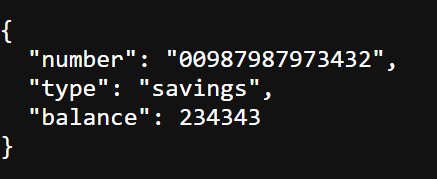 {
  "number": "00987987973432",
  "type": "savings",
  "balance": 234343
}